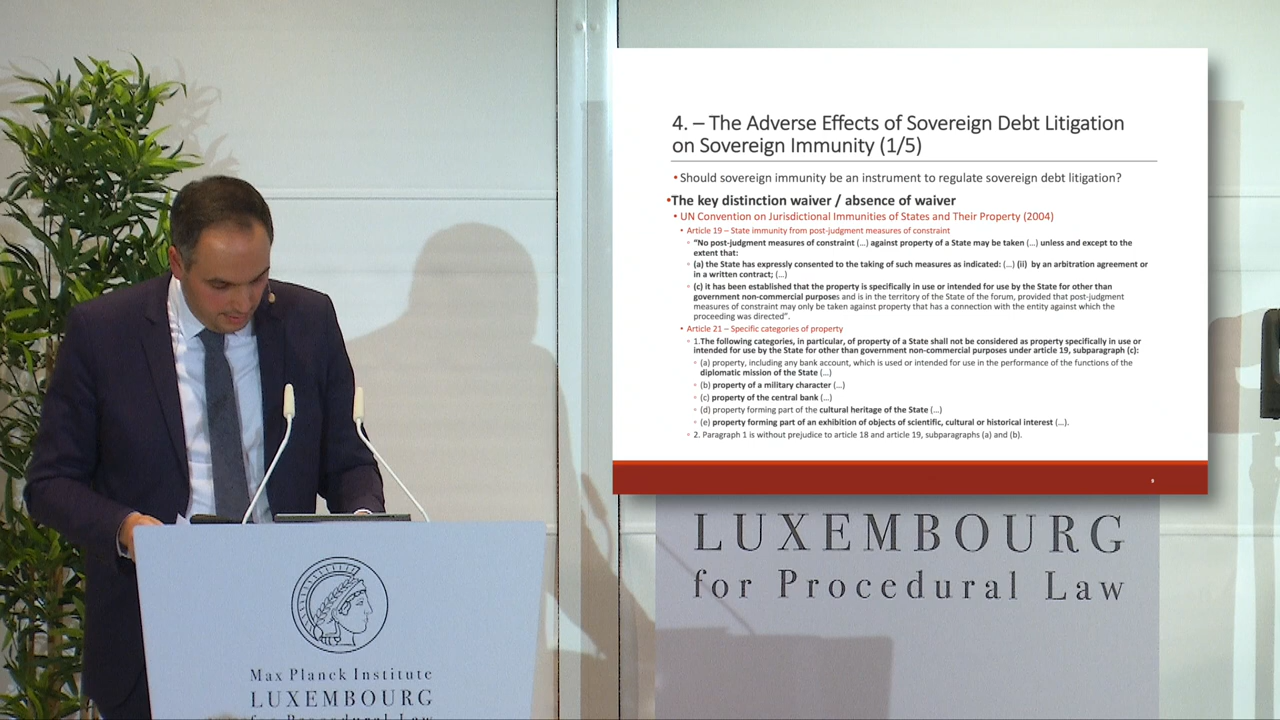 4. – The Adverse Effects of Sovereign Debt Litigation
on Sovereign Immunity (1/5)
• Should sovereign immunity be an instrument to regulate sovereign debt litigation?
•The key distinction waiver / absence of waiver
• UN Convention on Jurisdictional Immunities of States and Their Property (2004)
• Article 19 – State immunity from post-judgment measures of constraint
“No post-judgment measures of constraint (...) against property of a State may be taken (...) unless and except to the
extent that:
(a) the State has expressly consented to the taking of such measures as indicated: (...) (ii) by an arbitration agreement or
in a written contract; (...)
(c) it has been established that the property is specifically in use or intended for use by the State for other than
government non-commercial purposes and is in the territory of the State of the forum, provided that post-judgment
measures of constraint may only be taken against property that has a connection with the entity against which the
proceeding was directed”.
• Article 21 – Specific categories of property
1.The following categories, in particular, of property of a State shall not be considered as property specifically in use or
intended for use by the State for other than government non-commercial purposes under article 19, subparagraph (c):
(a) property, including any bank account, which is used or intended for use in the performance of the functions of the
diplomatic mission of the State (...)
(b) property of a military character (...)
(c) property of the central bank (...)
(d) property forming part of the cultural heritage of the State (...)
(e) property forming part of an exhibition of objects of scientific, cultural or historical interest (...).
2. Paragraph 1 is without prejudice to article 18 and article 19, subparagraphs (a) and (b).
9
LUXEMBOURG
for Procedural Law
Max Planck Institute
LUXEMBOURG
for Procedural Law